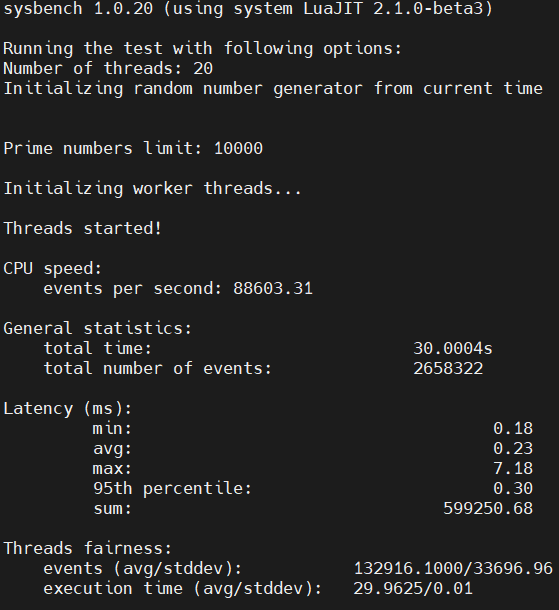 sysbench 1.0.20 (using system LuaJIT 2.1.0-beta3)
Running the test with following options:
Number of threads: 20
Initializing random number generator from current time
Prime numbers limit: 10000
Initializing worker threads...
Threads started!
CPU speed:
events per second: 88603.31
General statistics:
total time: 30.0004s
total number of events: 2658322
Latency (ms):
min: 0.18
avg: 0.23
max: 7.18
95th percentile: 0.30
sum: 599250.68
Threads fairness:
events (avg/stddev): 132916.1000/33696.96
execution time (avg/stddev): 29.9625/0.01